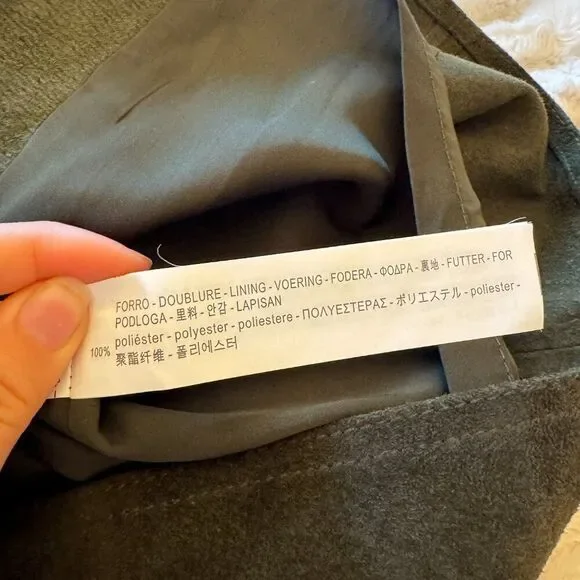 FORRO - DOUBLURE - LINING - VOERING - FODERA - ΦΟΔΡΑ - 裏地 - FUTTER - FOR
PODLOGA - 里料 - 안감 - LAPISAN
100% poliéster - polyester - poliestere - ΠΟΛΥΕΣΤΕΡΑΣ - ポリエステル - poliester -
聚酯纤维 - 폴리에스터